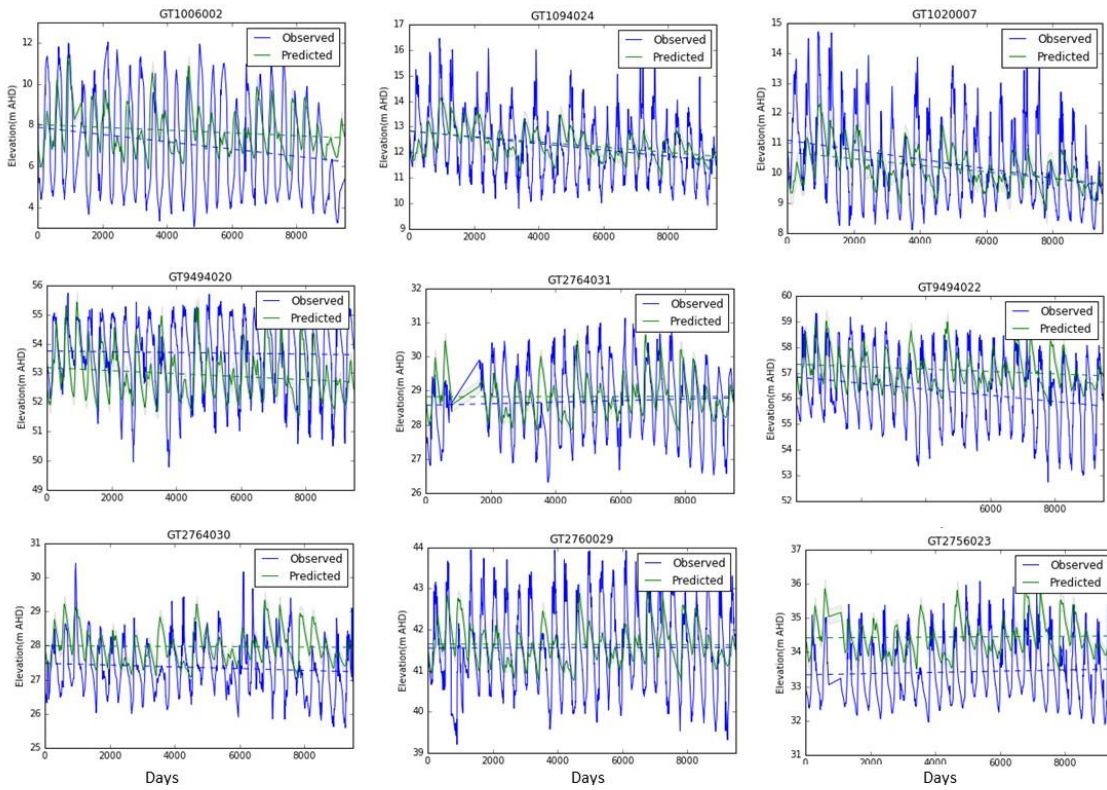 GT1006002
Elevation(m AHD)
12
10
8
6
4
0 2000 4000 6000 8000
Observed
Predicted
GT1094024
Elevation(m AHD)
17
16
15
14
13
12
11
10
9
0 2000 4000 6000 8000
Observed
Predicted
GT1020007
Elevation(m AHD)
15
14
13
12
11
10
9
8
0 2000 4000 6000 8000
Observed
Predicted
GT9494020
Elevation(m AHD)
56
55
54
53
52
51
50
49
0 2000 4000 6000 8000
Observed
Predicted
GT2764031
Elevation(m AHD)
32
31
30
29
28
27
26
0 2000 4000 6000 8000
Observed
Predicted
GT9494022
Elevation(m AHD)
60
59
58
57
56
55
54
53
52
6000 8000
Observed
Predicted
GT2764030
Elevation(m AHD)
31
30
29
28
27
26
25
0 2000 4000 6000 8000
Observed
Predicted
Days
GT2760029
Elevation(m AHD)
44
43
42
41
40
39
0 2000 4000 6000 8000
Observed
Predicted
Days
GT2756023
Elevation(m AHD)
37
36
35
34
33
32
31
0 2000 4000 6000 8000
Observed
Predicted
Days